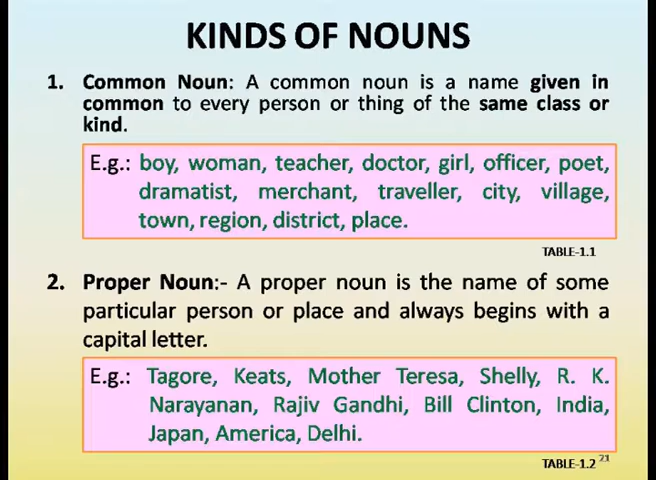 KINDS OF NOUNS
1. Common Noun: A common noun is a name given in
common to every person or thing of the same class or
kind.
E.g.: boy, woman, teacher, doctor, girl, officer, poet,
dramatist, merchant, traveller, city, village,
town, region, district, place.
TABLE-1.1
2. Proper Noun:- A proper noun is the name of some
particular person or place and always begins with a
capital letter.
E.g.: Tagore, Keats, Mother Teresa, Shelly, R. K.
Narayanan, Rajiv Gandhi, Bill Clinton, India,
Japan, America, Delhi.
TABLE-1.2 21